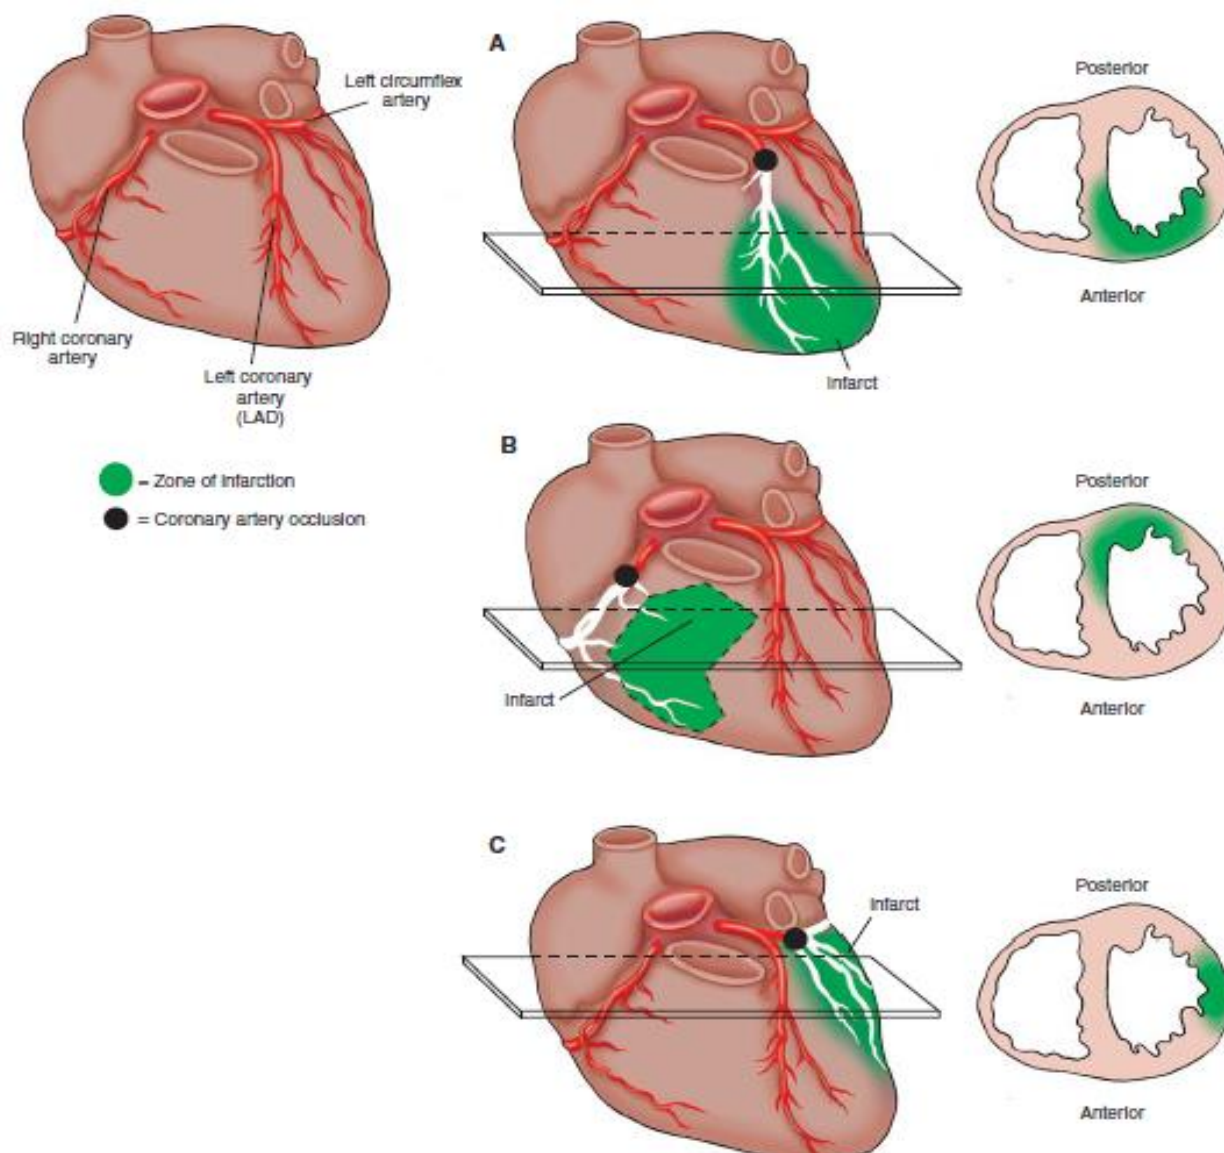 Left circumflex
artery
Right coronary
artery
Left coronary
artery
(LAD)
= Zone of infarction
= Coronary artery occlusion
A
Infarct
Posterior
Anterior
B
Infarct
Posterior
Anterior
C
Infarct
Posterior
Anterior